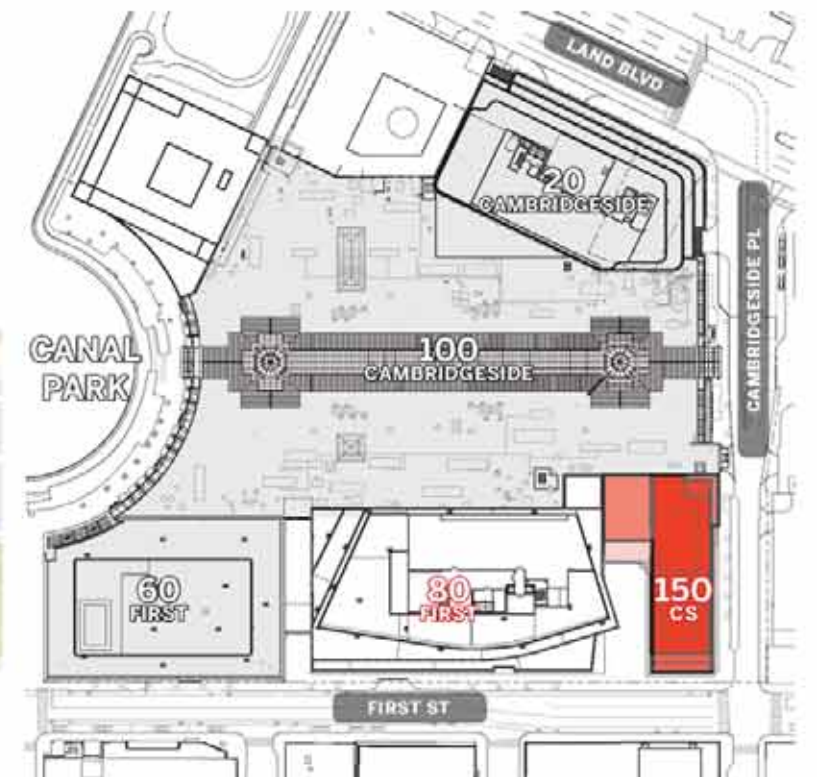 LAND BLVD
20
CAMBRIDGESIDE
CAMBRIDGESIDE PL
CANAL
PARK
100
CAMBRIDGESIDE
60
FIRST
80
FIRST
150
CS
FIRST ST